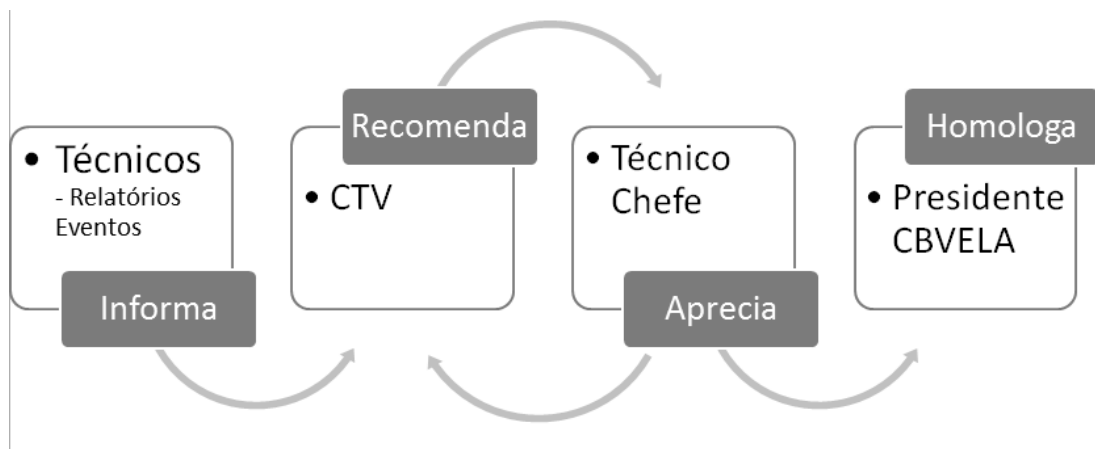 • Técnicos
- Relatórios
Eventos
Informa
Recomenda
• CTV
• Técnico
Chefe
Aprecia
Homologa
• Presidente
CBVELA